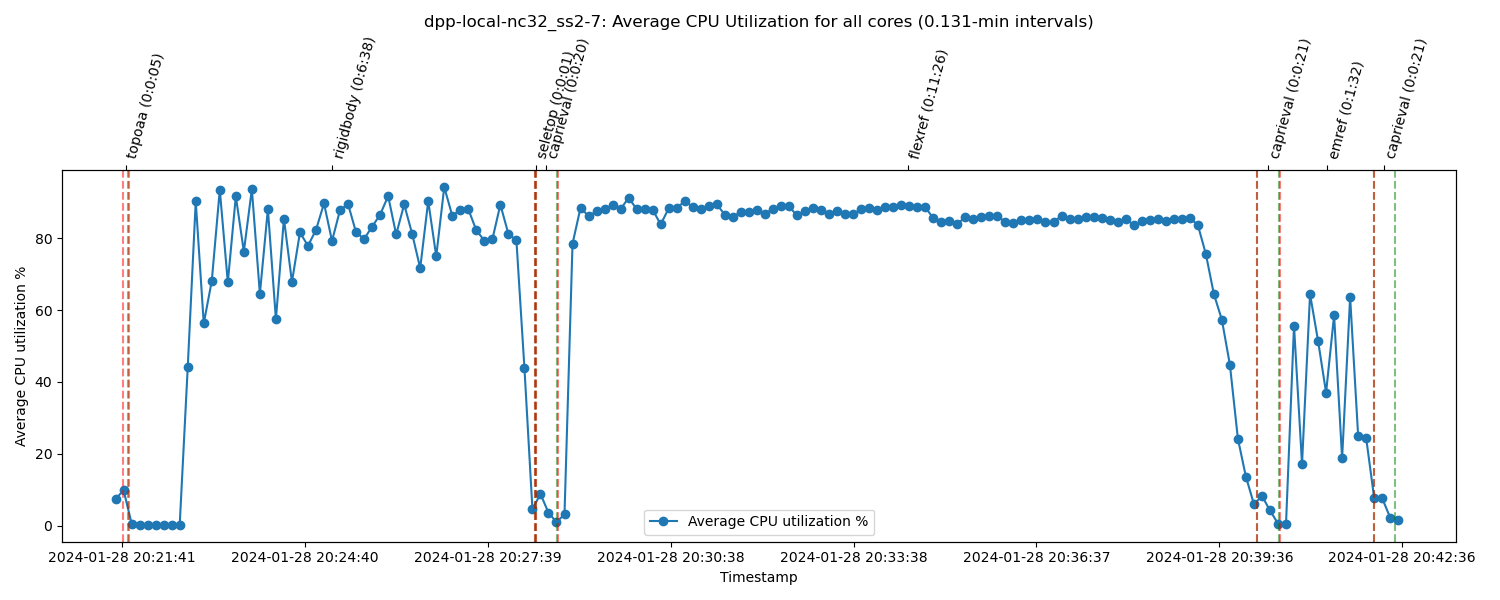 dpp-local-nc32_ss2-7: Average CPU Utilization for all cores (0.131-min intervals)
topoaa (0:0:05)
rigidbody (0:6:38)
seletop (0:0:01)
caprieval (0:0:20)
flexref (0:11:26)
caprieval (0:0:21)
emref (0:1:32)
caprieval (0:0:21)
Average CPU utilization %
80
60
40
20
0
Average CPU utilization %
2024-01-28 20:21:41
2024-01-28 20:24:40
2024-01-28 20:27:39
2024-01-28 20:30:38
2024-01-28 20:33:38
2024-01-28 20:36:37
2024-01-28 20:39:36
2024-01-28 20:42:36
Timestamp